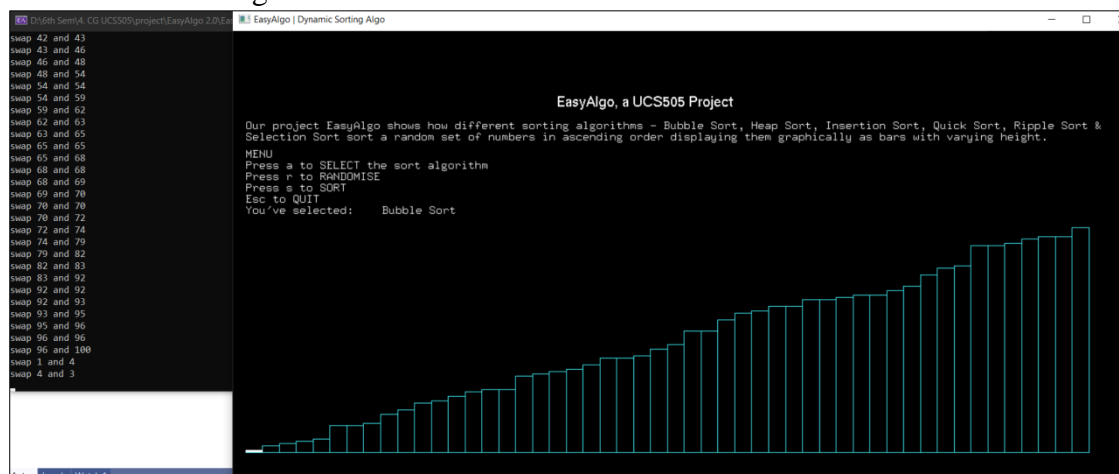 D:\6th Sem\4. CG UCS505\project\EasyAlgo 2.0\Eas
swap 42 and 43
swap 43 and 46
swap 46 and 48
swap 48 and 54
swap 54 and 54
swap 54 and 59
swap 59 and 62
swap 62 and 63
swap 63 and 65
swap 65 and 65
swap 65 and 68
swap 68 and 68
swap 68 and 69
swap 69 and 70
swap 70 and 70
swap 70 and 72
swap 72 and 74
swap 74 and 79
swap 79 and 82
swap 82 and 83
swap 83 and 92
swap 92 and 92
swap 92 and 93
swap 93 and 95
swap 95 and 96
swap 96 and 96
swap 96 and 100
swap 1 and 4
swap 4 and 3
EasyAlgo | Dynamic Sorting Algo
EasyAlgo, a UCS505 Project
Our project EasyAlgo shows how different sorting algorithms - Bubble Sort, Heap Sort, Insertion Sort, Quick Sort, Ripple Sort &
Selection Sort sort a random set of numbers in ascending order displaying them graphically as bars with varying height.
MENU
Press a to SELECT the sort algorithm
Press r to RANDOMISE
Press s to SORT
Esc to QUIT
You've selected: Bubble Sort